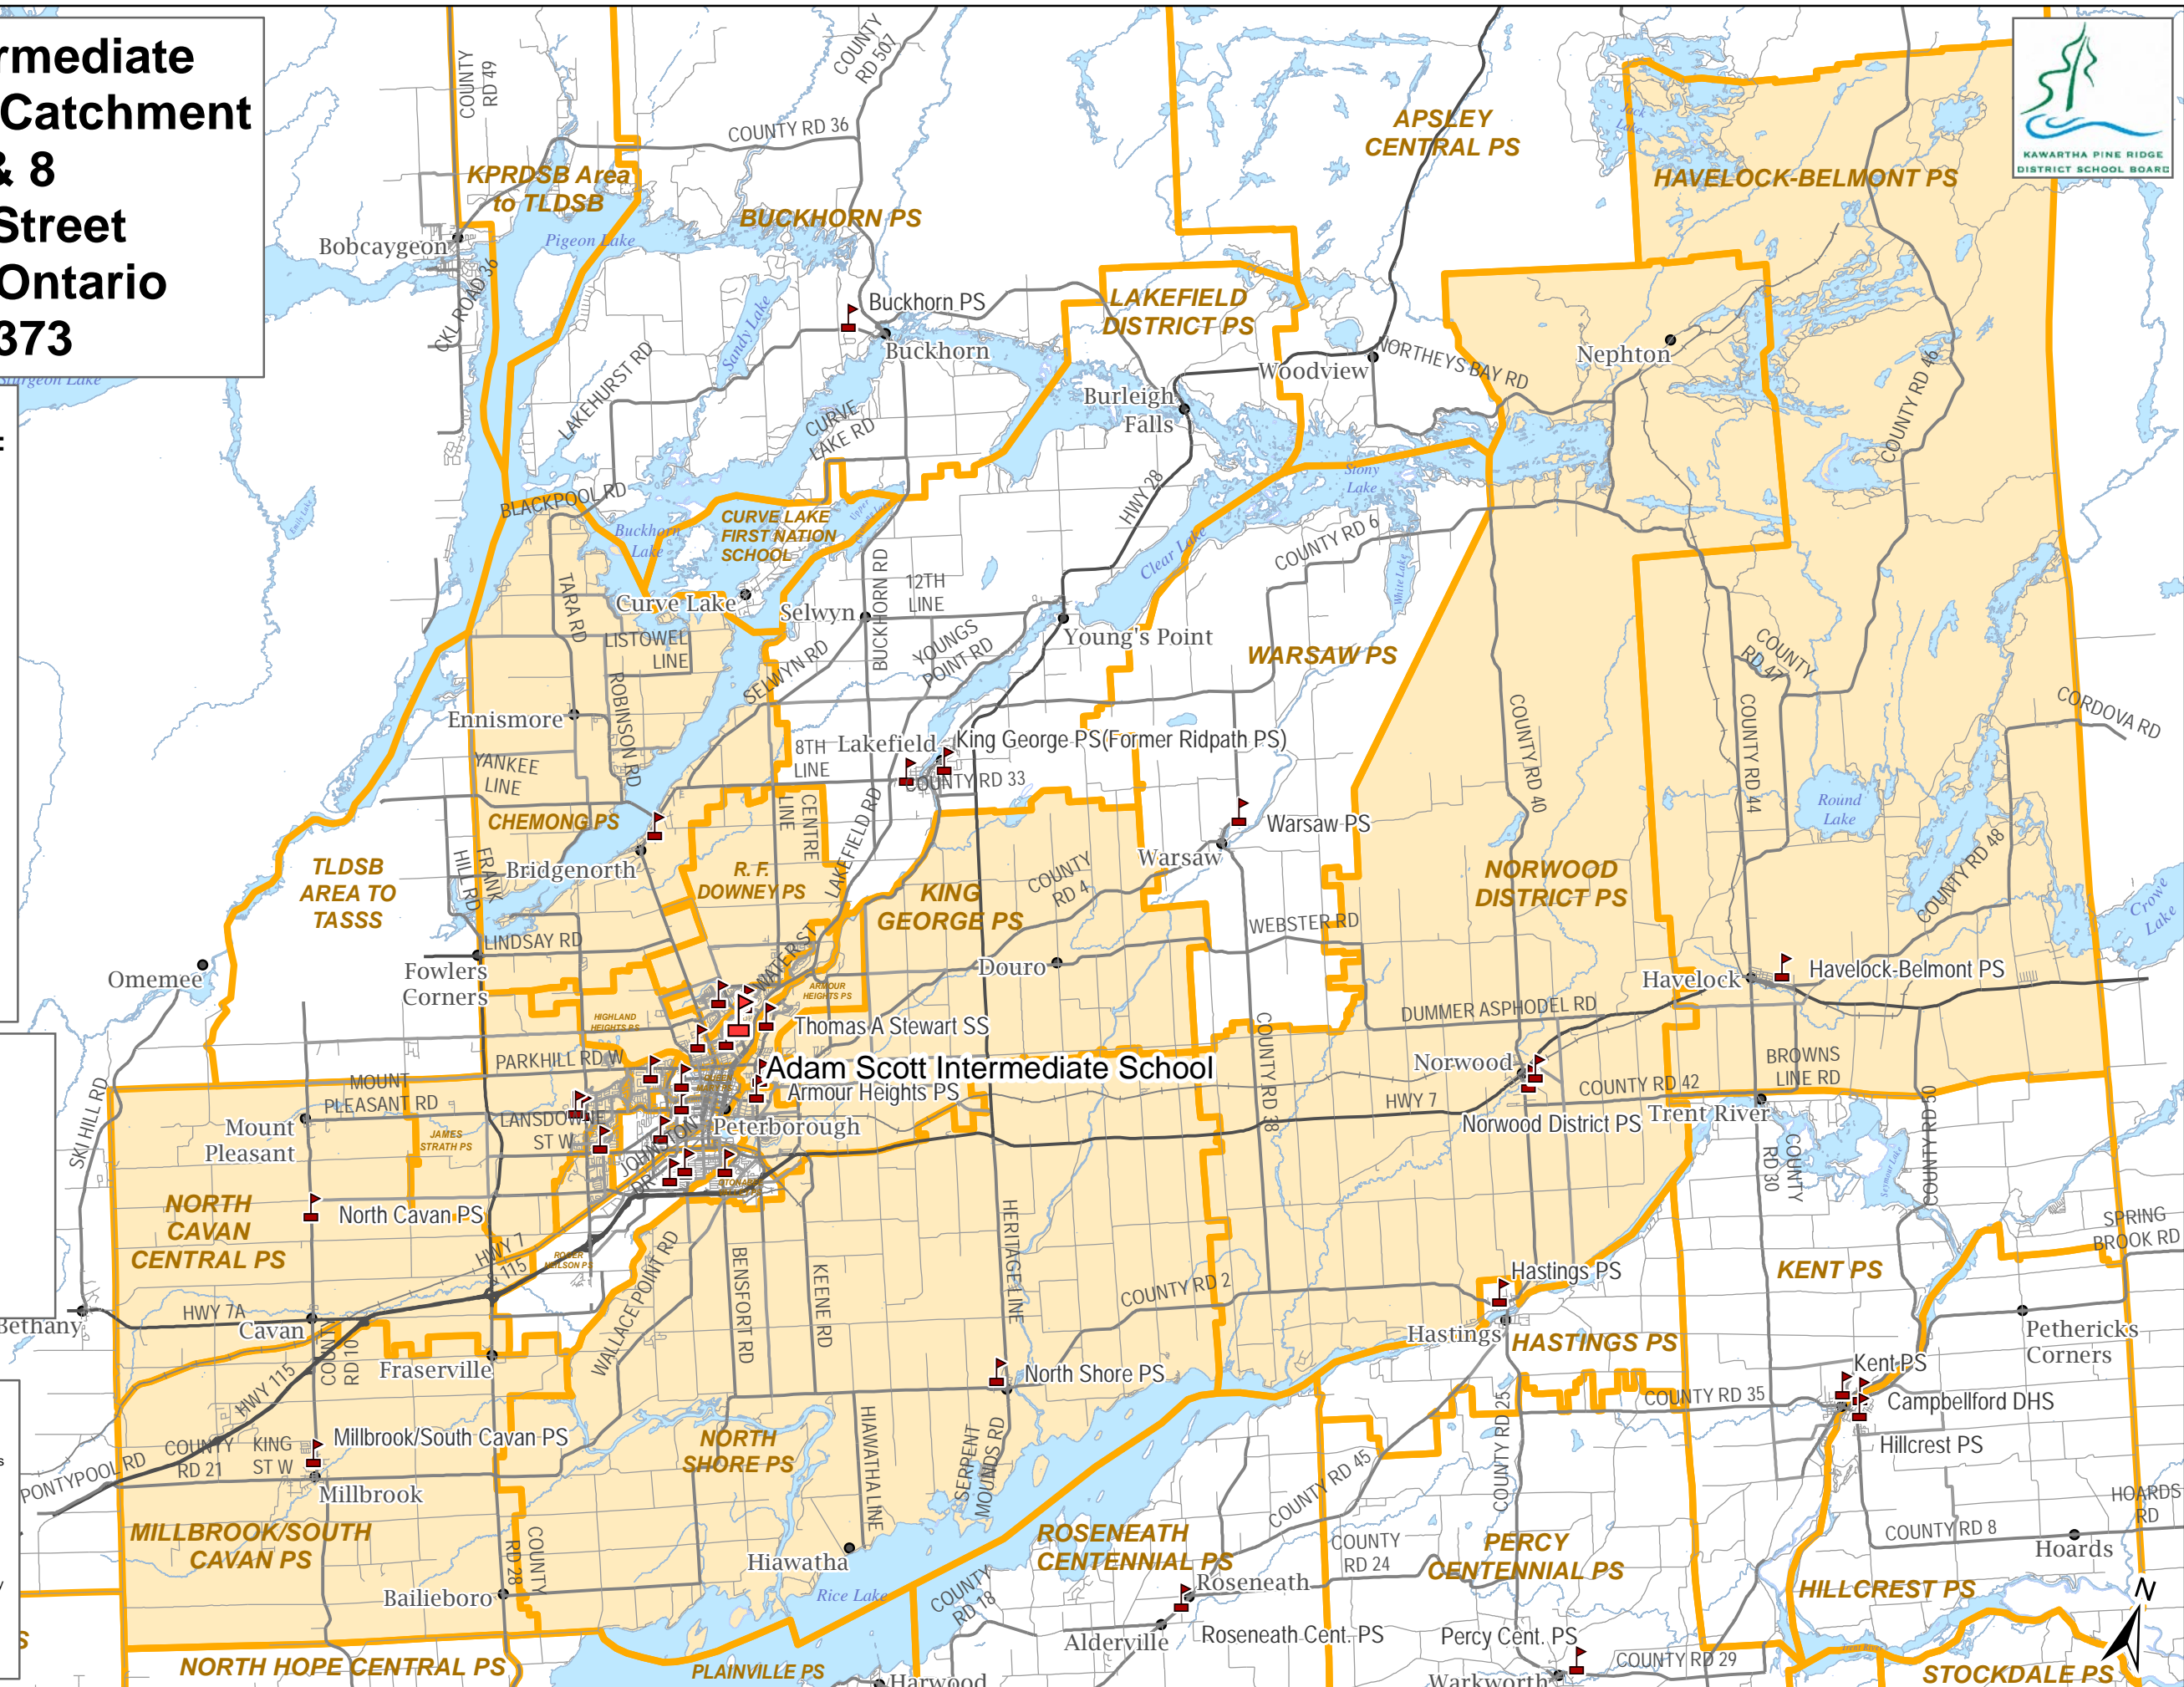 rmediate
Catchment
& 8
Street
Ontario
373
KAWARTHA PINE RIDGE
DISTRICT SCHOOL BOARD
COUNTY
RD 49
COUNTY
RD 507
COUNTY RD 36
KPRDSB Area
to TLDSB
BUCKHORN PS
APSLEY
CENTRAL PS
Jack
Lake
HAVELOCK-BELMONT PS
Bobcaygeon
Pigeon Lake
CKL ROAD 36
Sturgeon Lake
Sandy Lake
Buckhorn PS
Buckhorn
LAKEFIELD
DISTRICT PS
LAKEHURST RD
CURVE
LAKE RD
Burleigh
Falls
Woodview
NORTHEYS BAY RD
Nephton
COUNTY RD 46
Stony
Lake
HWY 28
Emily Lake
BLACKPOOL RD
Buckhorn
Lake
CURVE LAKE
FIRST NATION
SCHOOL
Upper
Clear Lake
COUNTY RD 6
White Lake
TARA RD
Curve Lake
Selwyn
BUCKHORN RD
12TH
LINE
Young's Point
YOUNGS
POINT RD
LISTOWEL
LINE
SELWYN RD
WARSAW PS
COUNTY
RD 47
ROBINSON RD
Ennismore
COUNTY RD 40
COUNTY RD 44
CORDOVA RD
8TH
LINE
Lakefield
King George PS(Former Ridpath PS)
COUNTY RD 33
YANKEE
LINE
CHEMONG PS
CENTRE
LINE
LAKEFIELD RD
Warsaw PS
Warsaw
Round
Lake
COUNTY RD 48
Crowe
Lake
TLDSB
AREA TO
TASSS
FRANK
HILL RD
Bridgenorth
R. F.
DOWNEY PS
KING
GEORGE PS
COUNTY
RD 4
NORWOOD
DISTRICT PS
WEBSTER RD
LINDSAY RD
WATER ST
Omemee
Fowlers
Corners
Douro
ARMOUR
HEIGHTS PS
Havelock
Havelock-Belmont PS
HIGHLAND
HEIGHTS PS
Thomas A Stewart SS
DUMMER ASPHODEL RD
COUNTY RD 38
PARKHILL RD W
Adam Scott Intermediate School
Armour Heights PS
Norwood
BROWNS
LINE RD
COUNTY RD 42
HWY 7
Norwood District PS
Trent River
MOUNT
PLEASANT RD
Mount
Pleasant
SKI HILL RD
JAMES
STRATH PS
LANSDOWNE
ST W
Peterborough
JOHNSTON
DR
COUNTY
RD 30
Seymour Lake
COUNTY RD 50
NORTH
CAVAN
CENTRAL PS
North Cavan PS
HWY 7
& 115
ROGER
NEILSON PS
WALLACE POINT RD
BENSFORT RD
KEENE RD
HERITAGE LINE
COUNTY RD 2
Hastings PS
Hastings
HASTINGS PS
KENT PS
SPRING
BROOK RD
Bethany
HWY 7A
Cavan
COUNTY
RD 10
Fraserville
HWY 115
North Shore PS
Pethericks
Corners
Kent PS
Campbellford DHS
Hillcrest PS
COUNTY RD 35
COUNTY RD 25
Millbrook/South Cavan PS
COUNTY
RD 21
KING
ST W
PONTYPOOL RD
Millbrook
NORTH
SHORE PS
HIAWATHA LINE
SERPENT
MOUNDS RD
COUNTY RD 45
HOARDS
RD
COUNTY RD 8
Hoards
MILLBROOK/SOUTH
CAVAN PS
COUNTY
RD 28
Hiawatha
ROSENEATH
CENTENNIAL PS
COUNTY
RD 24
PERCY
CENTENNIAL PS
HILLCREST PS
N
Bailieboro
Rice Lake
COUNTY
RD 18
Roseneath
Alderville
Roseneath Cent. PS
Percy Cent. PS
Trent River
COUNTY RD 29
NORTH HOPE CENTRAL PS
PLAINVILLE PS
Harwood
Warkworth
STOCKDALE PS